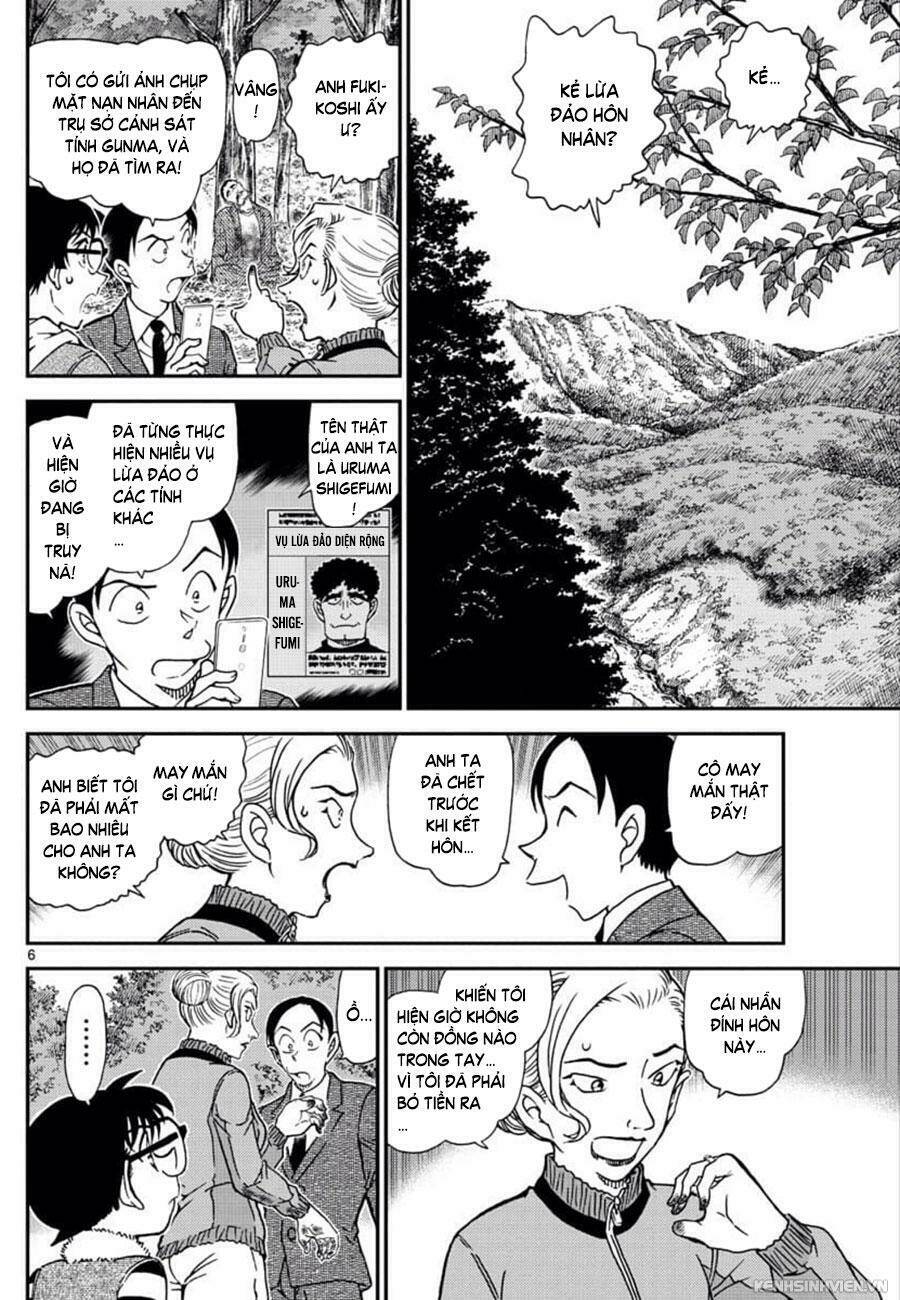 KẺ...
KẺ LỪA
ĐẢO HÔN
NHÂN?
ANH FUKI-
KOSHI ẤY
Ư?
VÂNG
!
TÔI CÓ GỬI ẢNH CHỤP
MẶT NẠN NHÂN ĐẾN
TRỤ SỞ CẢNH SÁT
TỈNH GUNMA, VÀ
HỌ ĐÃ TÌM RA!
TÊN THẬT
CỦA ANH TA
LÀ URUMA
SHIGEFUMI
!
VỤ LỪA ĐẢO DIỆN RỘNG
URU-
MA
SHIGE-
FUMI
ĐÃ TỪNG THỰC
HIỆN NHIỀU VỤ
LỪA ĐẢO Ở
CÁC TỈNH
KHÁC
...
VÀ
HIỆN
GIỜ
ĐANG
BỊ
TRUY
NÃ!
CÔ MAY
MẮN THẬT
ĐẤY!
ANH TA
ĐÃ CHẾT
TRƯỚC
KHI KẾT
HÔN...
MAY MẮN
GÌ CHỨ!
ANH BIẾT TÔI
ĐÃ PHẢI MẤT
BAO NHIÊU
CHO ANH TA
KHÔNG?
6
CÁI NHẪN
ĐÍNH HÔN
NÀY...
KHIẾN TÔI
HIỆN GIỜ KHÔNG
CÒN ĐỒNG NÀO
TRONG TAY...
VÌ TÔI ĐÃ PHẢI
BỎ TIỀN RA
...
Ồ...
......
KENHSINHVIEN.VN